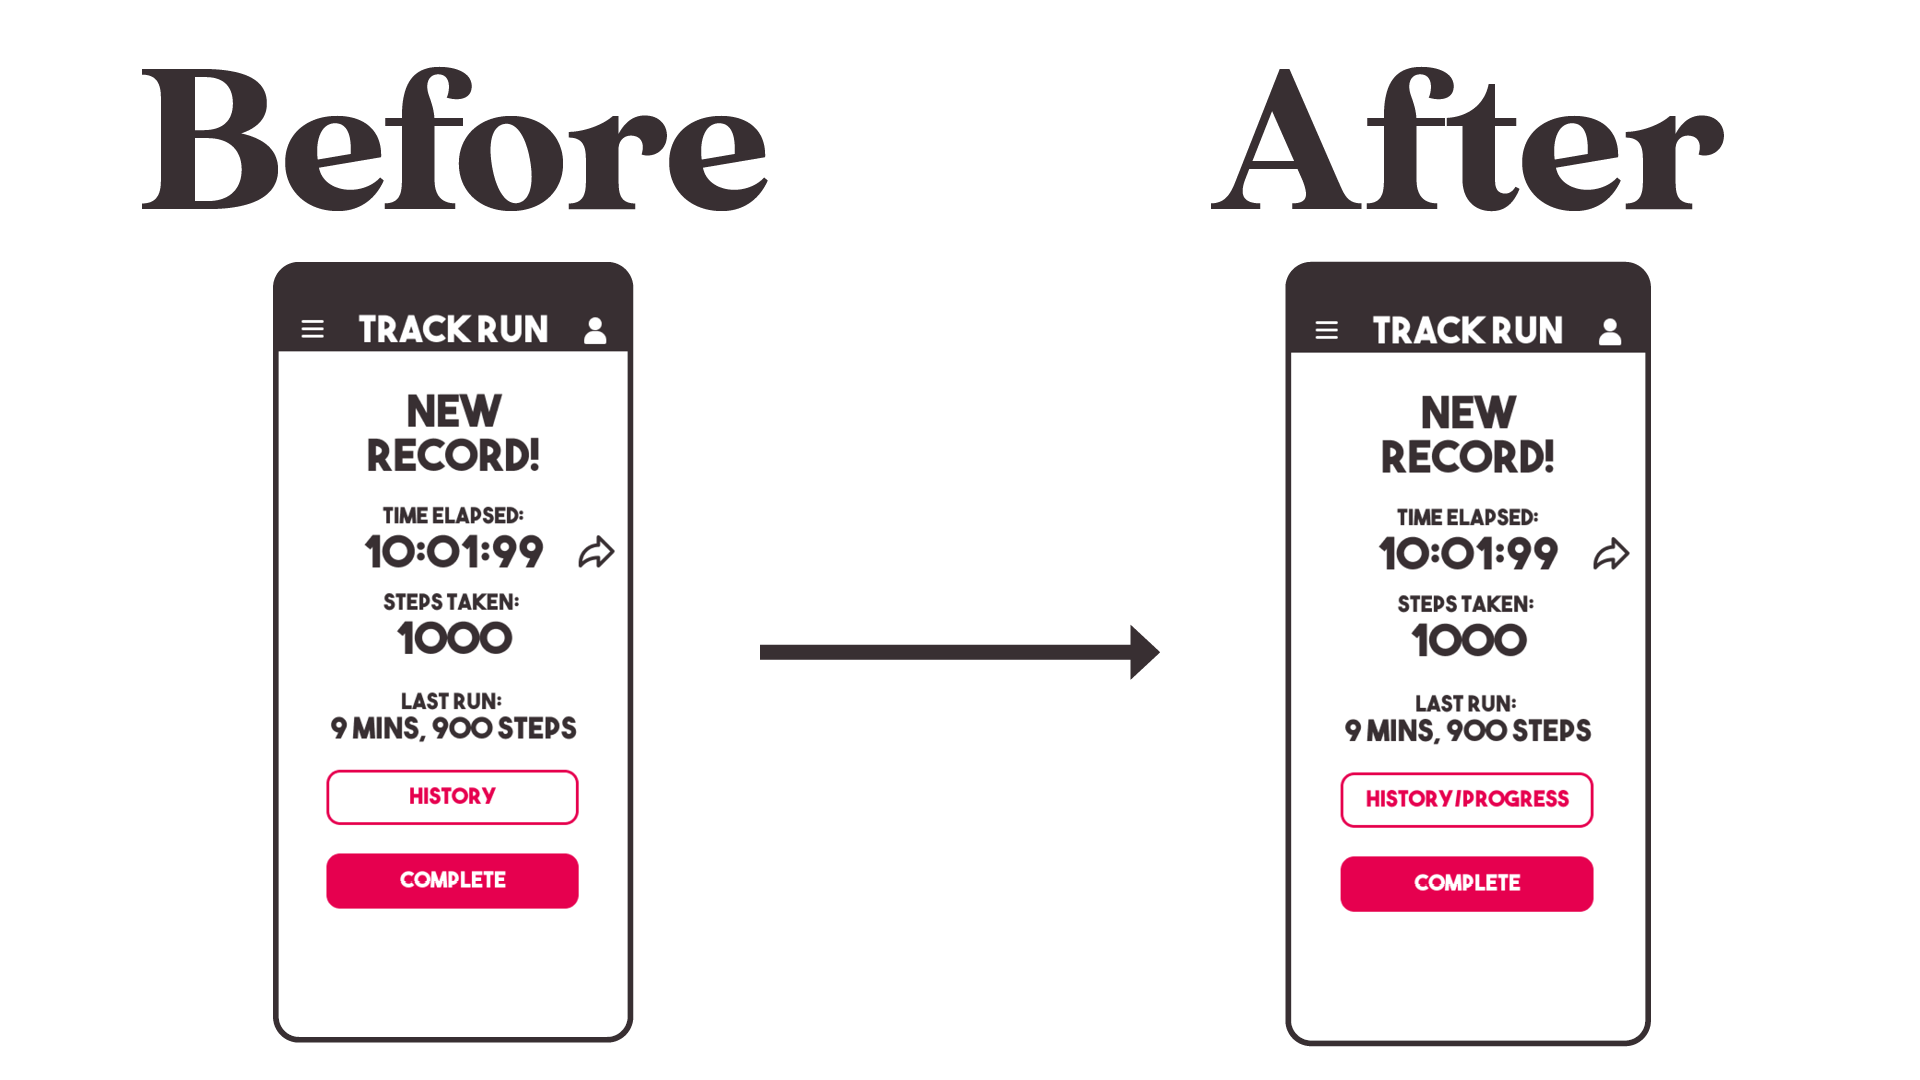 Before
After
TRACK RUN
NEW
RECORD!
TIME ELAPSED:
10:01:99
STEPS TAKEN:
1000
LAST RUN:
9 MINS, 900 STEPS
HISTORY
COMPLETE
TRACK RUN
NEW
RECORD!
TIME ELAPSED:
10:01:99
STEPS TAKEN:
1000
LAST RUN:
9 MINS, 900 STEPS
HISTORY/PROGRESS
COMPLETE